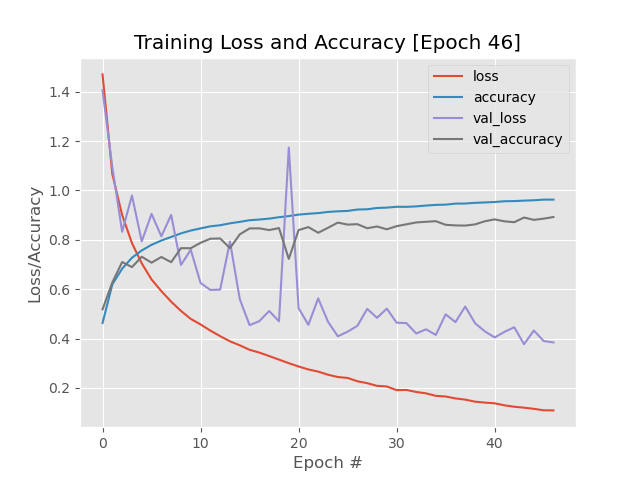 Training Loss and Accuracy [Epoch 46]
loss
accuracy
val_loss
val_accuracy
1.4
1.2
1.0
0.8
0.6
0.4
0.2
Loss/Accuracy
0 10 20 30 40
Epoch #